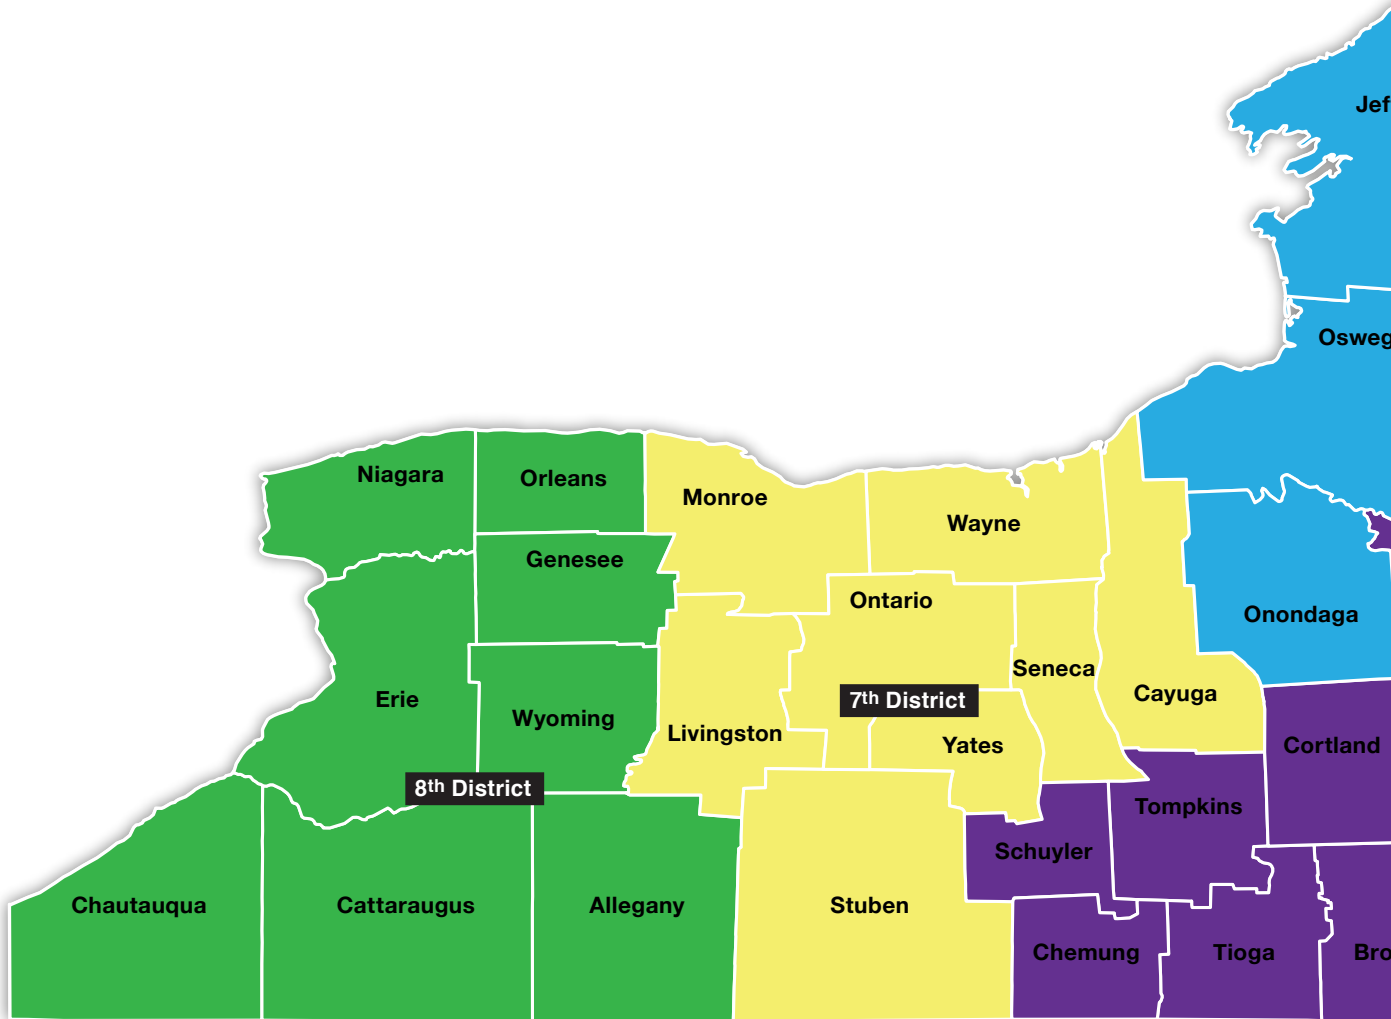 Jef
Osweg
Niagara
Orleans
Monroe
Wayne
Genesee
Ontario
Onondaga
Seneca
Cayuga
Erie
7th District
Wyoming
Livingston
Yates
Cortland
8th District
Tompkins
Schuyler
Chautauqua
Cattaraugus
Allegany
Stuben
Chemung
Tioga
Bro